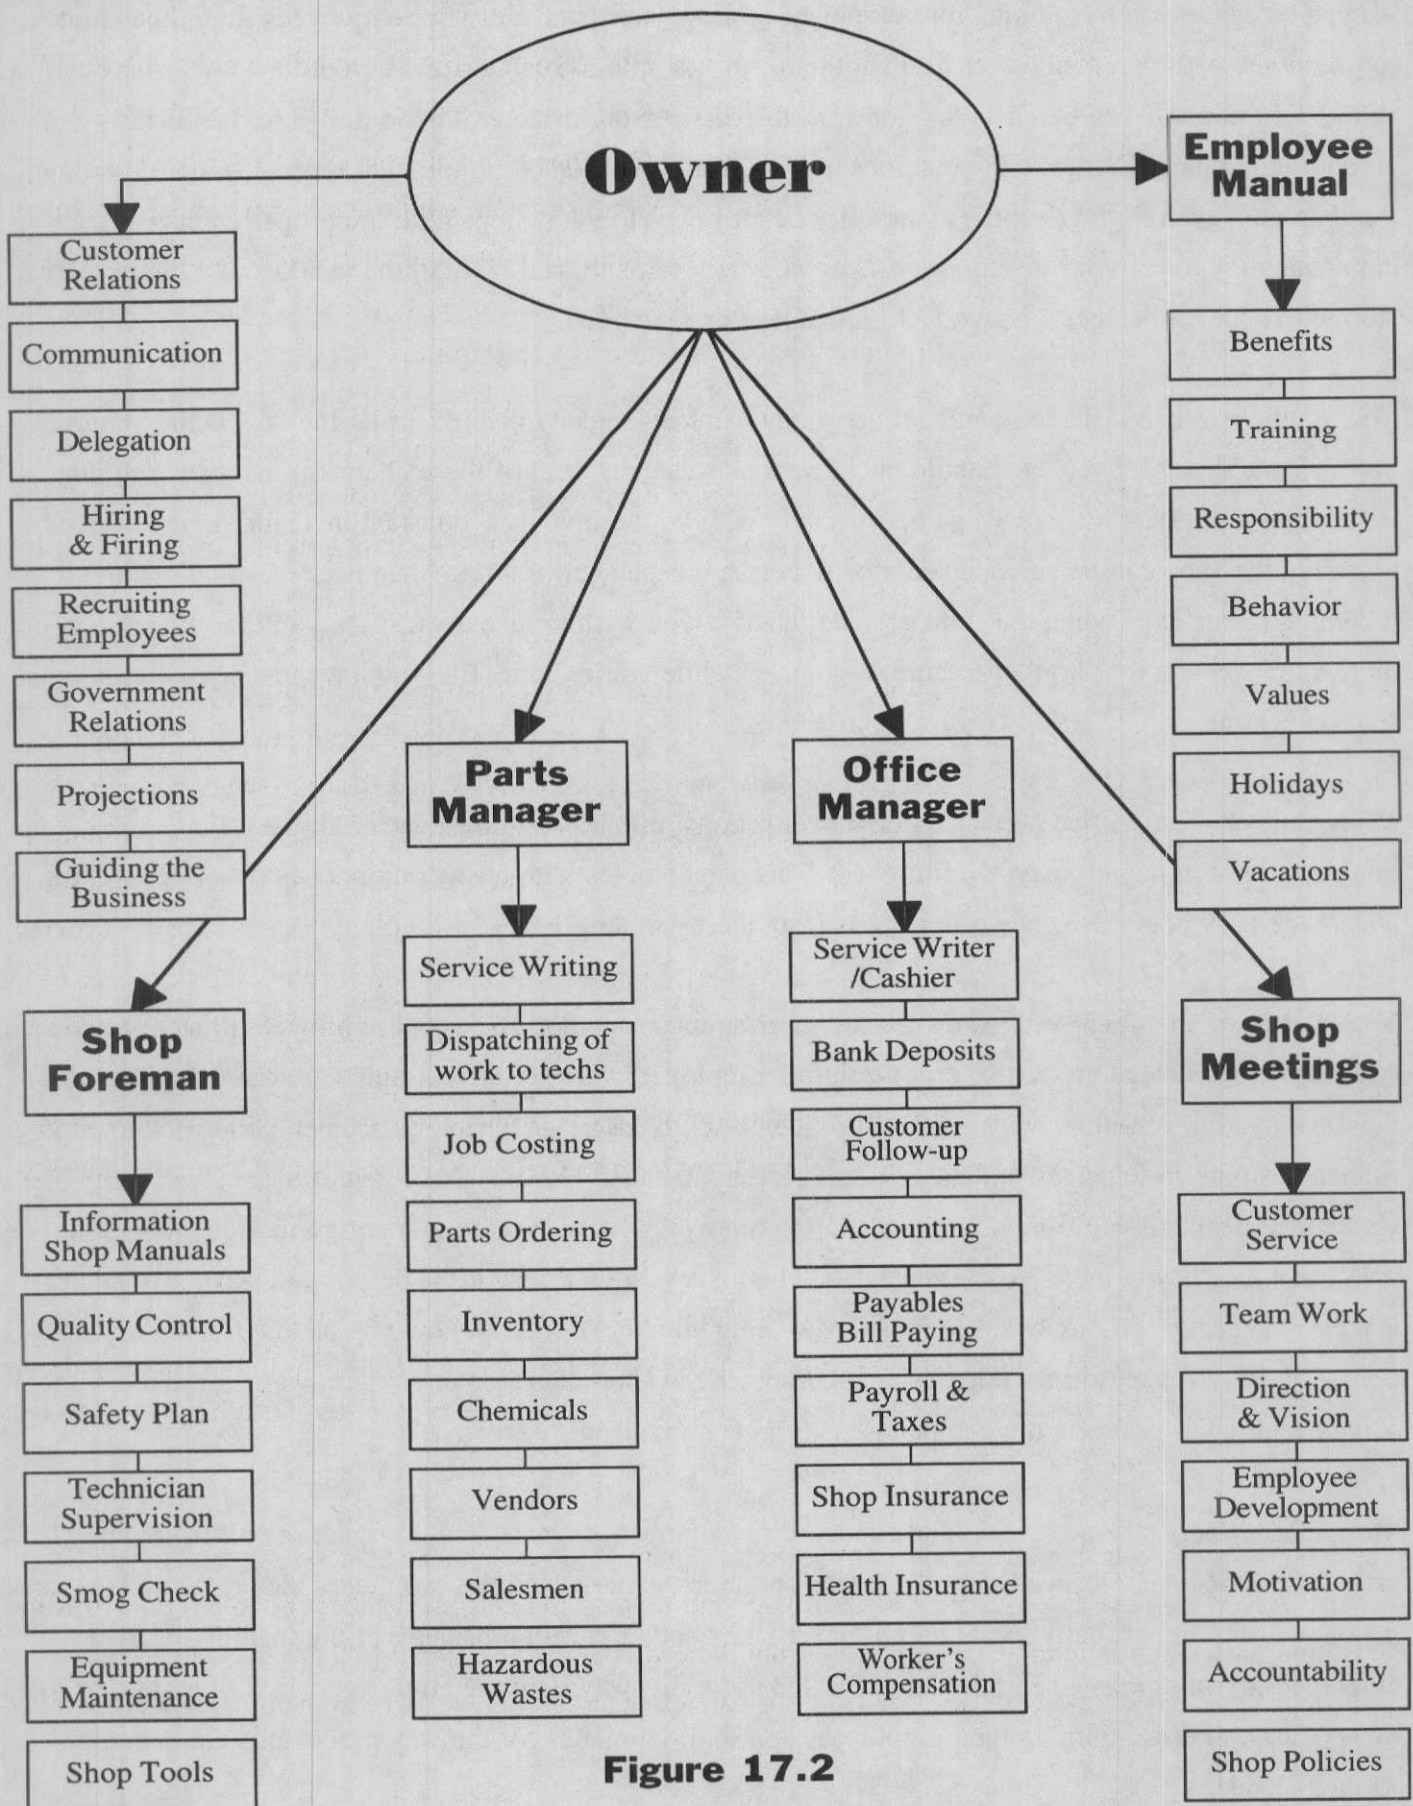 Owner
Customer
Relations
Communication
Delegation
Hiring
& Firing
Recruiting
Employees
Government
Relations
Projections
Guiding the
Business
Employee
Manual
Benefits
Training
Responsibility
Behavior
Values
Holidays
Vacations
Shop
Foreman
Information
Shop Manuals
Quality Control
Safety Plan
Technician
Supervision
Smog Check
Equipment
Maintenance
Shop Tools
Parts
Manager
Service Writing
Dispatching of
work to techs
Job Costing
Parts Ordering
Inventory
Chemicals
Vendors
Salesmen
Hazardous
Wastes
Office
Manager
Service Writer
/Cashier
Bank Deposits
Customer
Follow-up
Accounting
Payables
Bill Paying
Payroll &
Taxes
Shop Insurance
Health Insurance
Worker's
Compensation
Shop
Meetings
Customer
Service
Team Work
Direction
& Vision
Employee
Development
Motivation
Accountability
Shop Policies
Figure 17.2